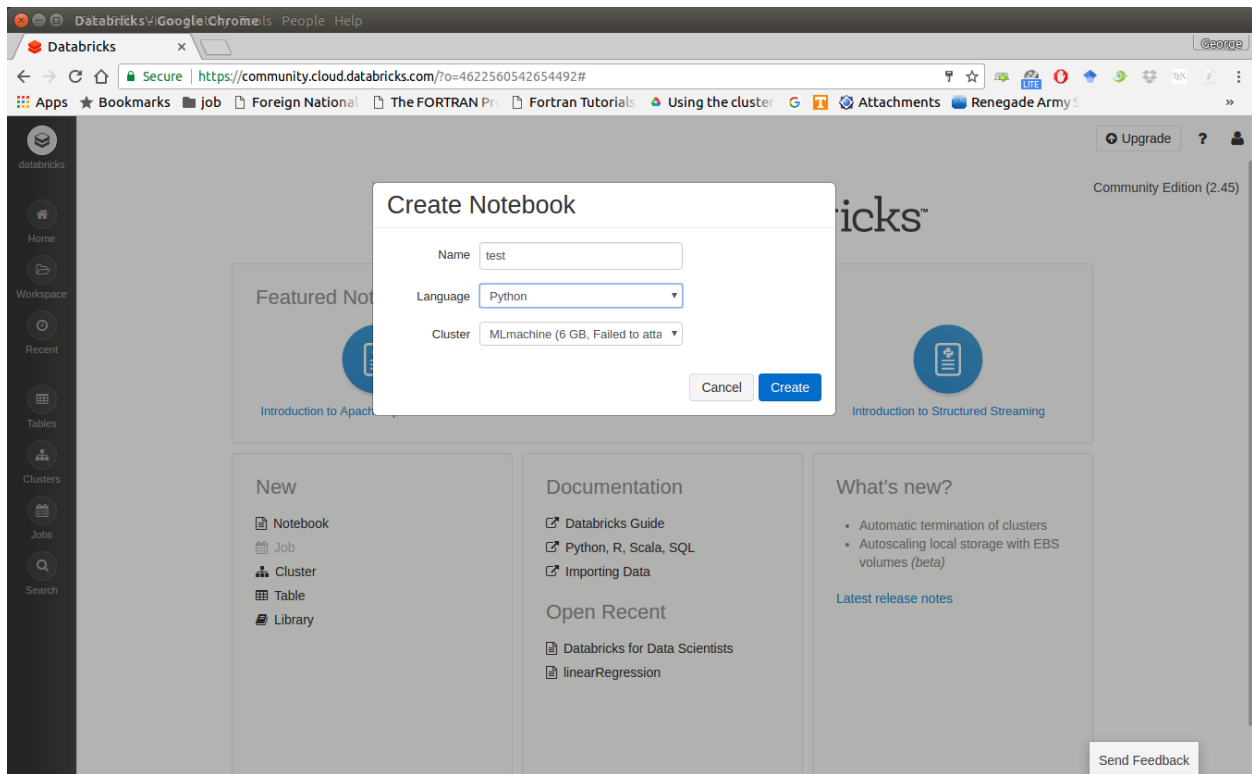 Databricks - Google Chrome ols People Help
Databricks
George
Secure https://community.cloud.databricks.com/?o=4622560542654492#
LITE
Apps Bookmarks job Foreign National The FORTRAN Pr Fortran Tutorials Using the cluster Attachments Renegade Army S
databricks
Upgrade ?
Community Edition (2.45)
icks™
Create Notebook
Name test
Language Python
Cluster MLmachine (6 GB, Failed to atta
Cancel Create
Home
Workspace
Recent
Tables
Clusters
Jobs
Search
Featured Not
Introduction to Apach
Introduction to Structured Streaming
New
Notebook
Job
Cluster
Table
Library
Documentation
Databricks Guide
Python, R, Scala, SQL
Importing Data
Open Recent
Databricks for Data Scientists
linearRegression
What's new?
• Automatic termination of clusters
• Autoscaling local storage with EBS
volumes (beta)
Latest release notes
Send Feedback